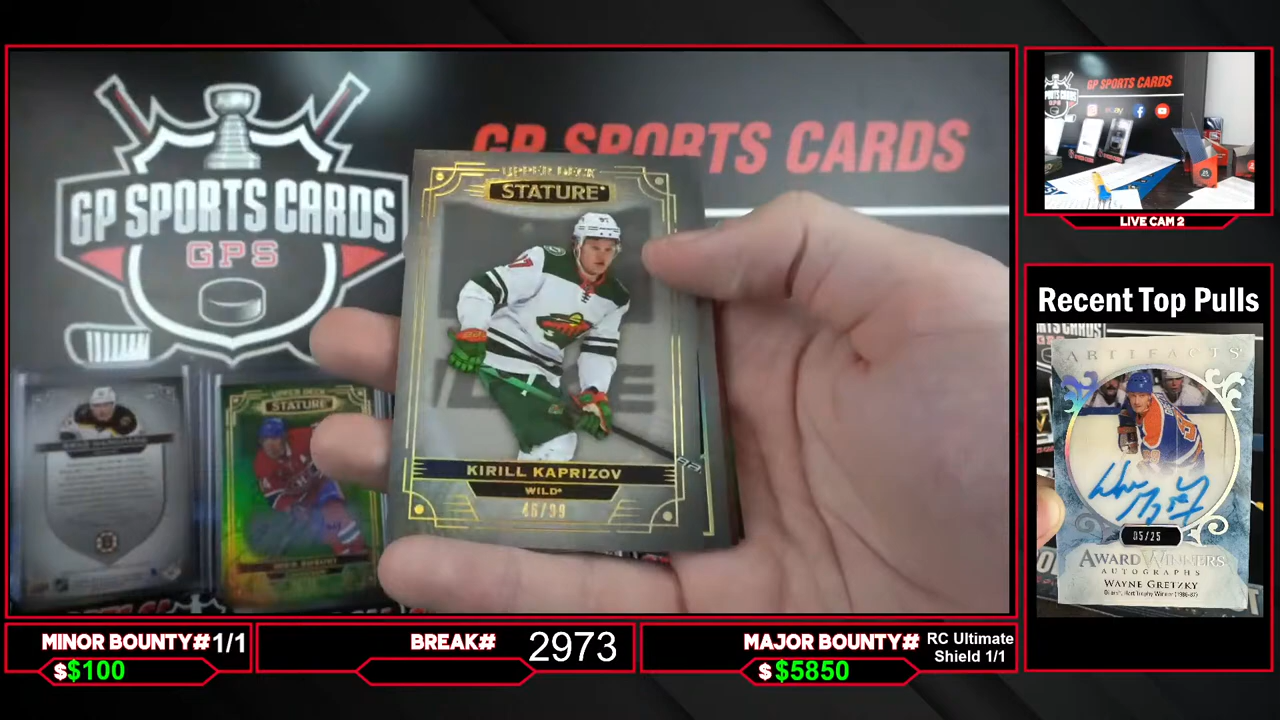 GP SPORTS CARDS
GPS
GP SPORTS CARDS
STATURE
KIRILL KAPRIZOV
WILD
46/99
UPPER DECK
STATURE
GP SPORTS CARDS
LIVE CAM 2
Recent Top Pulls
ARTIFACTS
05/25
AWARD WINNERS
AUTOGRAPHS
WAYNE GRETZKY
MINOR BOUNTY# 1/1
$$100
BREAK# 2973
MAJOR BOUNTY# RC Ultimate
Shield 1/1
$ $5850